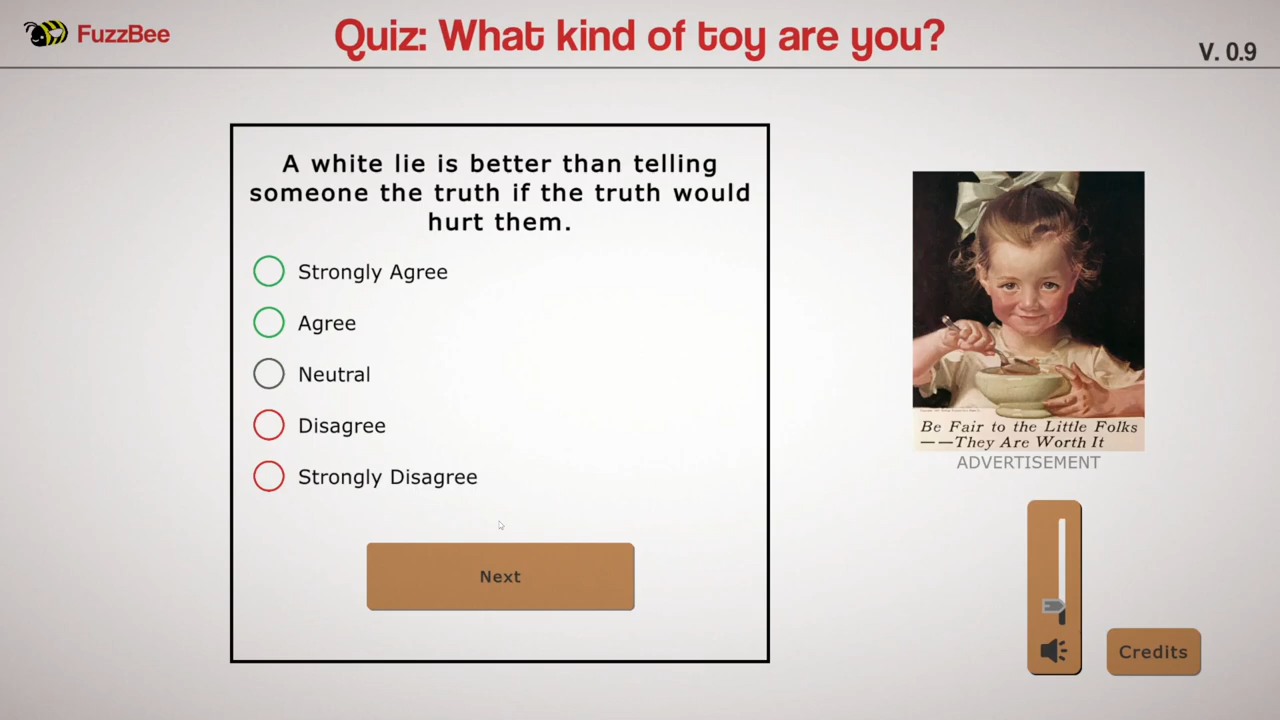 FuzzBee
Quiz: What kind of toy are you?
V. 0.9
A white lie is better than telling
someone the truth if the truth would
hurt them.
Strongly Agree
Agree
Neutral
Disagree
Strongly Disagree
Next
Be Fair to the Little Folks
——They Are Worth It
ADVERTISEMENT
Credits